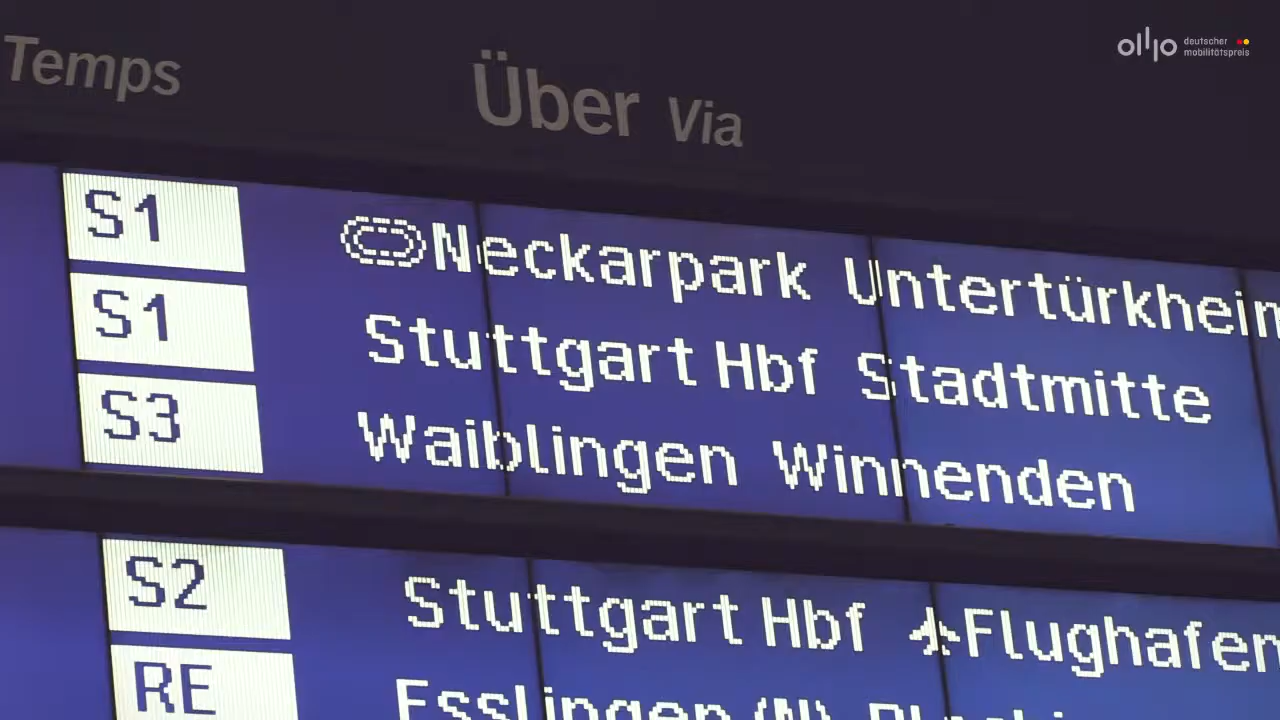 deutscher
mobilitätspreis
Temps Über Via
S1 Neckarpark Untertürkheim
S1 Stuttgart Hbf Stadtmitte
S3 Waiblingen Winnenden
S2 Stuttgart Hbf Flughafen
RE Esslingen (N)